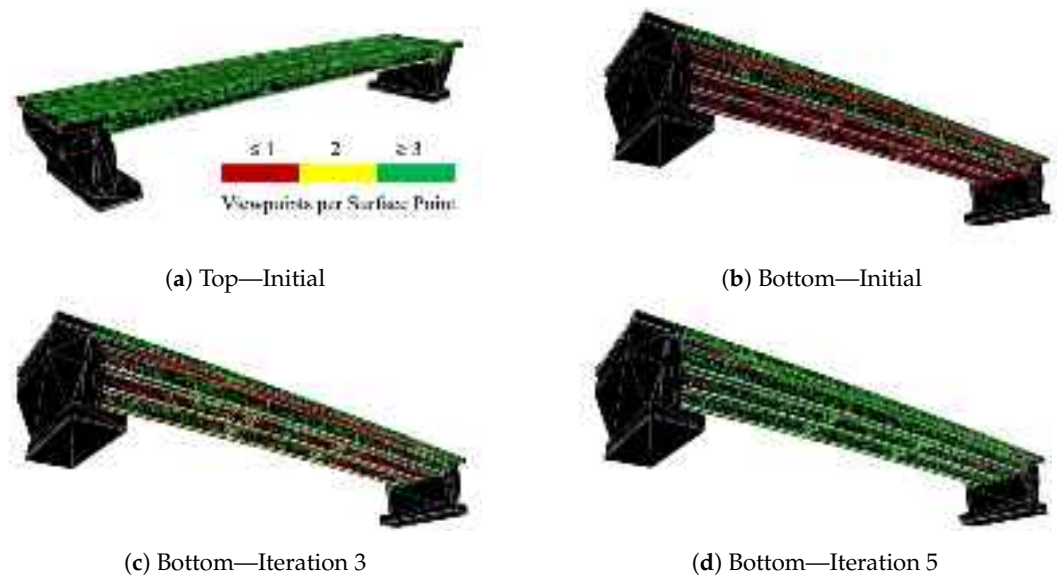 ≤ 1 2 ≥ 3
Viewpoints per Surface Point
(a) Top—Initial
(b) Bottom—Initial
(c) Bottom—Iteration 3
(d) Bottom—Iteration 5